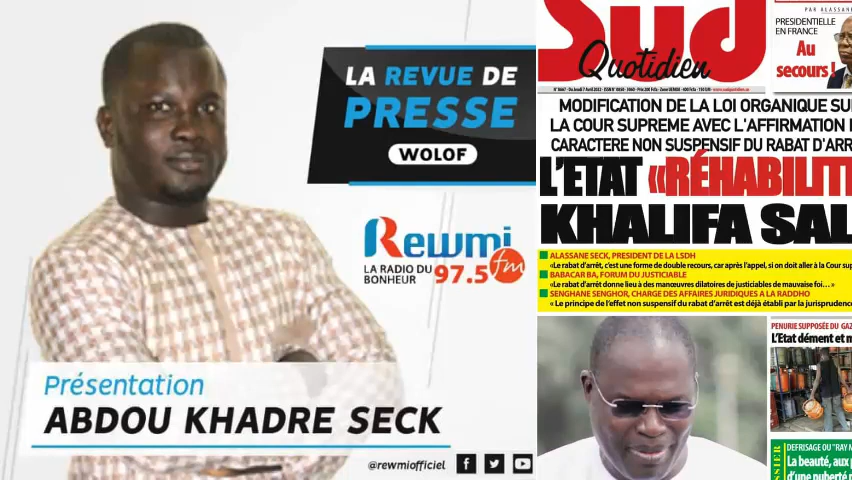 LA REVUE DE
PRESSE
WOLOF
Rewmi fm
LA RADIO DU
BONHEUR
97.5
Présentation
ABDOU KHADRE SECK
@rewmiofficiel
Sud
Quotidien
PAR ALASSANE
PRESIDENTIELLE
EN FRANCE
Au
secours !
MODIFICATION DE LA LOI ORGANIQUE SU
LA COUR SUPREME AVEC L'AFFIRMATION
CARACTERE NON SUSPENSIF DU RABAT D'ARR
L'ETAT «RÉHABILIT
KHALIFA SAL
ALASSANE SECK, PRESIDENT DE LA LSDH
«Le rabat d'arrêt, c'est une forme de double recours, car après l'appel, si on doit aller à la Cour sup
BABACAR BA, FORUM DU JUSTICIABLE
«Le rabat d'arrêt donne lieu à des manœuvres dilatoires de justiciables de mauvaise foi... »
SENGHANE SENGHOR, CHARGE DES AFFAIRES JURIDIQUES A LA RADDHO
« Le principe de l'effet non suspensif du rabat d'arrêt est déjà établi par la jurisprudence
PENURIE SUPPOSÉE DU GAZ
L'Etat dément et m
DEFRISAGE OU "RAY M
La beauté, aux p
d'une puberté